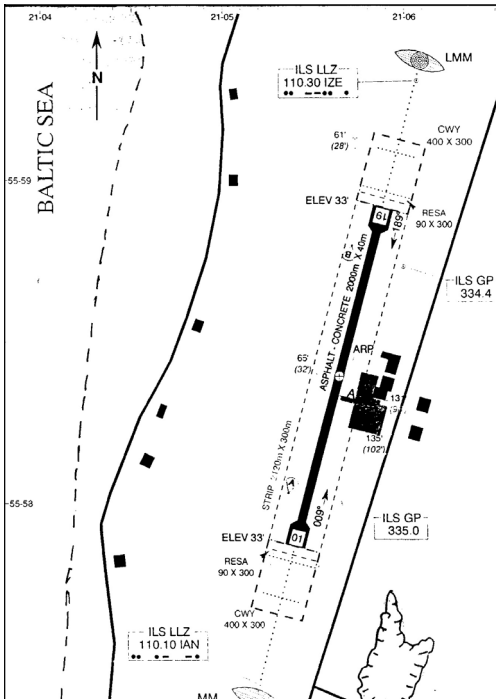 21-04
21-05
21-06
N
BALTIC SEA
ILS LLZ
110.30 IZE
LMM
CWY
400 X 300
61'
(28')
55-59
ELEV 33'
19
189°
RESA
90 X 300
B
ILS GP
334.4
ASPHALT - CONCRETE 2000m X 40m
ARP
65'
(32')
A
131'
135'
(102')
STRIP 2120m X 300m
55-58
009°
ILS GP
335.0
ELEV 33'
01
RESA
90 X 300
CWY
400 X 300
ILS LLZ
110.10 IAN
MM